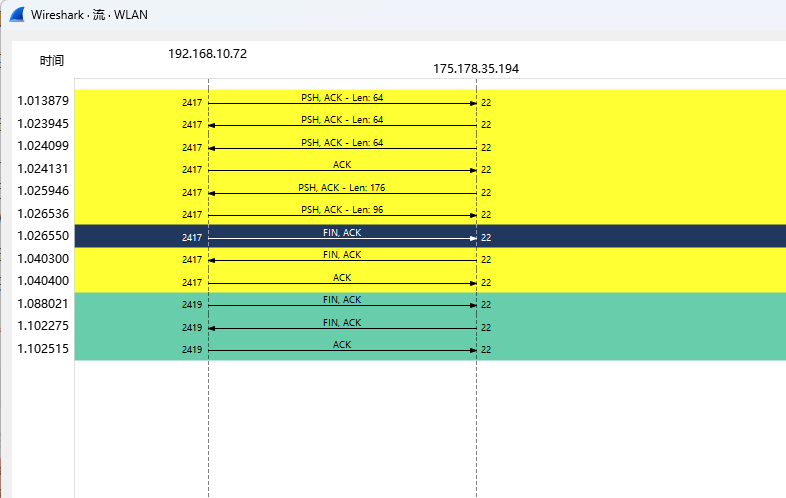 Wireshark · 流 · WLAN
时间
192.168.10.72
175.178.35.194
1.013879 2417 PSH, ACK - Len: 64 22
1.023945 2417 PSH, ACK - Len: 64 22
1.024099 2417 PSH, ACK - Len: 64 22
1.024131 2417 ACK 22
1.025946 2417 PSH, ACK - Len: 176 22
1.026536 2417 PSH, ACK - Len: 96 22
1.026550 2417 FIN, ACK 22
1.040300 2417 FIN, ACK 22
1.040400 2417 ACK 22
1.088021 2419 FIN, ACK 22
1.102275 2419 FIN, ACK 22
1.102515 2419 ACK 22